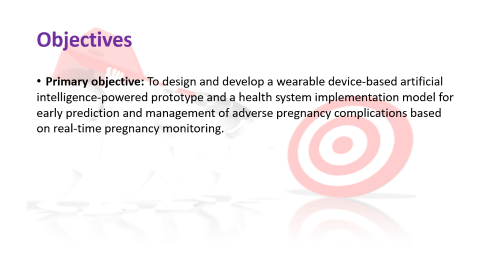 Objectives
• Primary objective: To design and develop a wearable device-based artificial
intelligence-powered prototype and a health system implementation model for
early prediction and management of adverse pregnancy complications based
on real-time pregnancy monitoring.